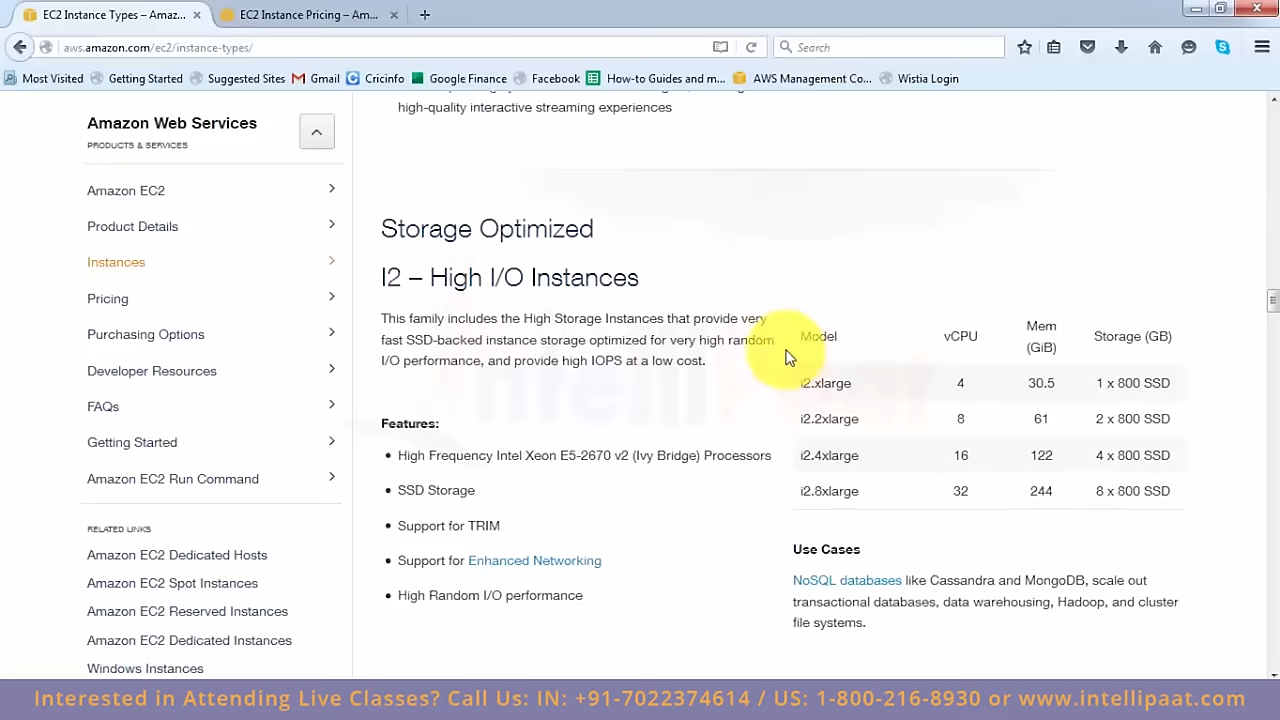 EC2 Instance Types – Amaz...
EC2 Instance Pricing – Am...
aws.amazon.com/ec2/instance-types/
Search
Most Visited
Getting Started
Suggested Sites
Gmail
Cricinfo
Google Finance
Facebook
How-to Guides and m...
AWS Management Co...
Wistia Login
Amazon Web Services
PRODUCTS & SERVICES
Amazon EC2
Product Details
Instances
Pricing
Purchasing Options
Developer Resources
FAQs
Getting Started
Amazon EC2 Run Command
RELATED LINKS
Amazon EC2 Dedicated Hosts
Amazon EC2 Spot Instances
Amazon EC2 Reserved Instances
Amazon EC2 Dedicated Instances
Windows Instances
high-quality interactive streaming experiences
Storage Optimized
I2 – High I/O Instances
This family includes the High Storage Instances that provide very
fast SSD-backed instance storage optimized for very high random
I/O performance, and provide high IOPS at a low cost.
Features:
• High Frequency Intel Xeon E5-2670 v2 (Ivy Bridge) Processors
• SSD Storage
• Support for TRIM
• Support for Enhanced Networking
• High Random I/O performance
Model vCPU Mem (GiB) Storage (GB)
i2.xlarge 4 30.5 1 x 800 SSD
i2.2xlarge 8 61 2 x 800 SSD
i2.4xlarge 16 122 4 x 800 SSD
i2.8xlarge 32 244 8 x 800 SSD
Use Cases
NoSQL databases like Cassandra and MongoDB, scale out
transactional databases, data warehousing, Hadoop, and cluster
file systems.
Interested in Attending Live Classes? Call Us: IN: +91-7022374614 / US: 1-800-216-8930 or www.intellipaat.com